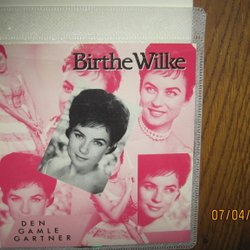 Birthe Wilke
DEN
GAMLE
GARTNER
07/04/